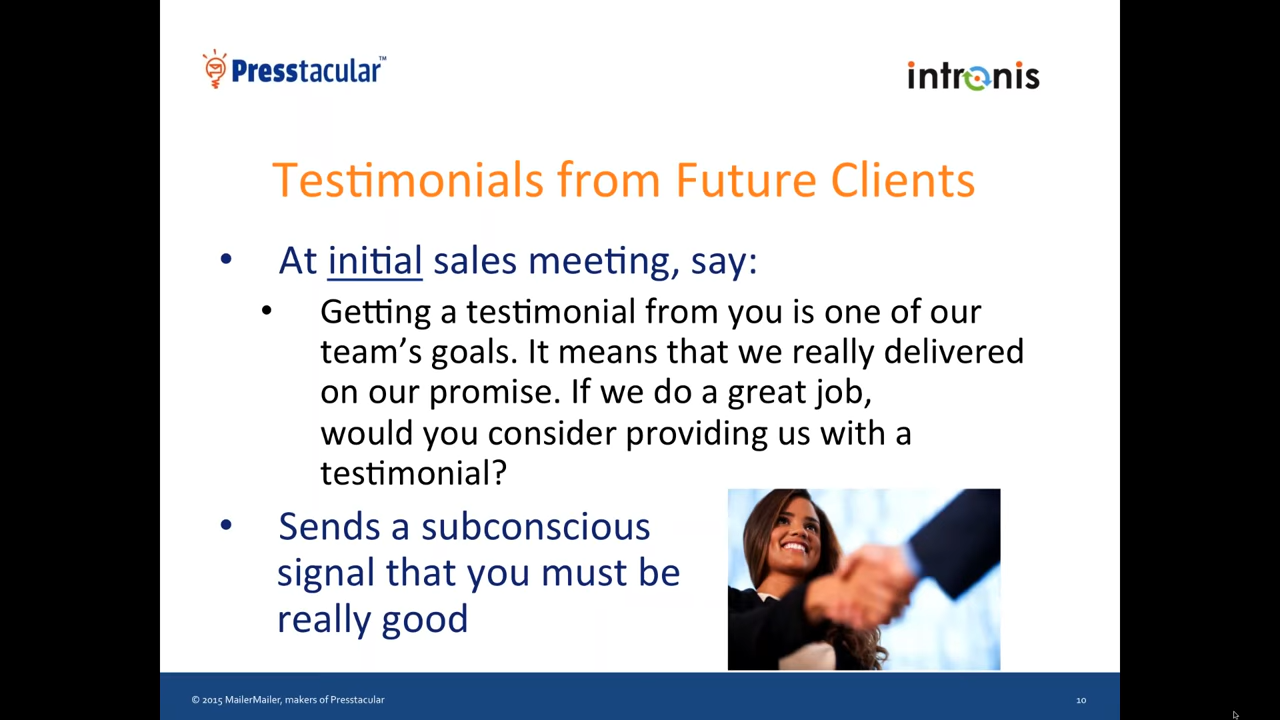 Presstacular™
intronis
Testimonials from Future Clients
• At initial sales meeting, say:
• Getting a testimonial from you is one of our
team’s goals. It means that we really delivered
on our promise. If we do a great job,
would you consider providing us with a
testimonial?
• Sends a subconscious
signal that you must be
really good
© 2015 MailerMailer, makers of Presstacular
10